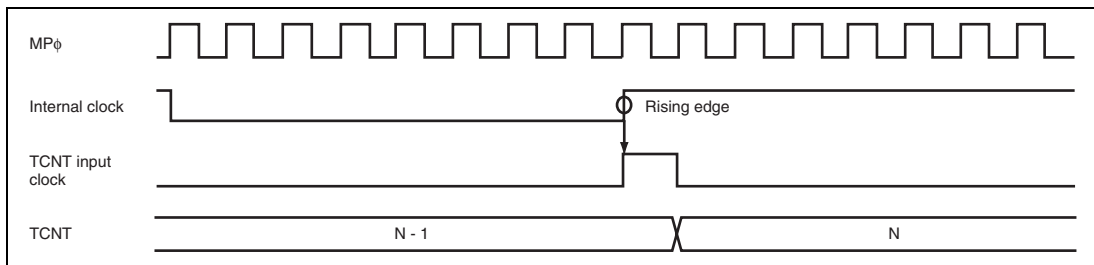 MPφ
Internal clock
Rising edge
TCNT input
clock
TCNT
N - 1
N